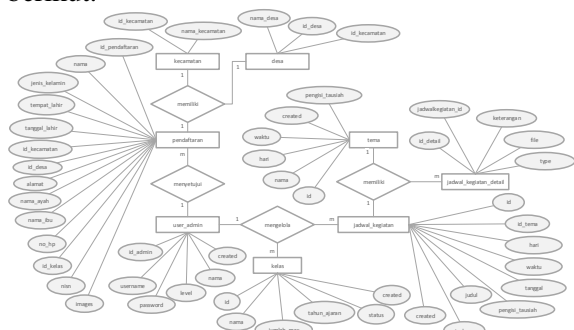 id_kecamatan
nama_kecamatan
nama_desa
id_desa
id_kecamatan
id_pendaftaran
nama
kecamatan
desa
1
1
jenis_kelamin
tempat_lahir
memiliki
pengisi_tausiah
created
jadwalkegiatan_id
keterangan
tanggal_lahir
1
waktu
id_detail
file
id_kecamatan
pendaftaran
tema
type
id_desa
m
hari
1
alamat
nama
memiliki
m
jadwal_kegiatan_detail
nama_ayah
menyetujui
id
nama_ibu
1
1
id
no_hp
user_admin
1
mengelola
m
jadwal_kegiatan
id_tema
id_kelas
id_admin
created
m
hari
nisn
username
nama
kelas
waktu
images
password
level
id
created
judul
tanggal
nama
tahun_ajaran
status
created
pengisi_tausiah